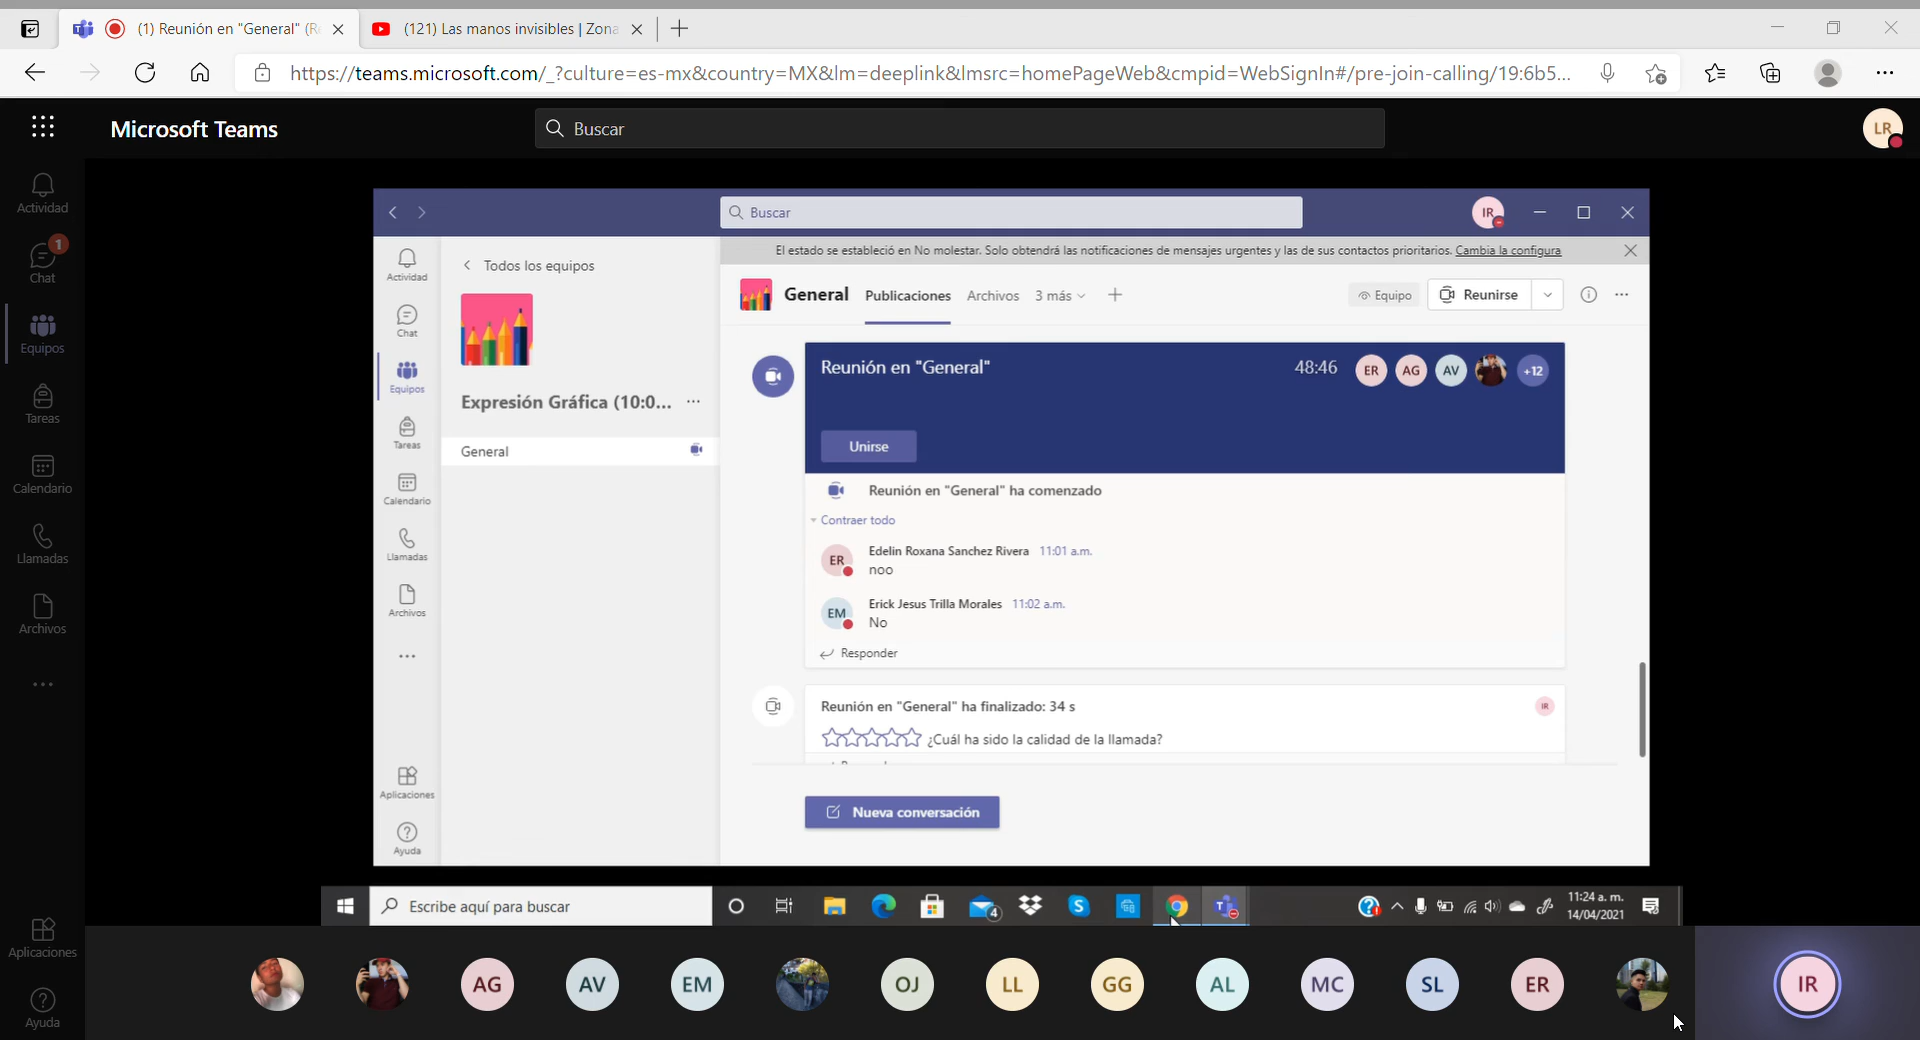 (1) Reunión en "General" (R
(121) Las manos invisibles | Zona
https://teams.microsoft.com/_?culture=es-mx&country=MX&lm=deeplink&lmsrc=homePageWeb&cmpid=WebSignIn#/pre-join-calling/19:6b5...
Microsoft Teams
Buscar
LR
Actividad
1
Chat
Equipos
Tareas
Calendario
Llamadas
Archivos
Aplicaciones
Ayuda
Buscar
IR
Actividad
Chat
Equipos
Tareas
Calendario
Llamadas
Archivos
Aplicaciones
Ayuda
Todos los equipos
Expresión Gráfica (10:0...
General
El estado se estableció en No molestar. Solo obtendrá las notificaciones de mensajes urgentes y las de sus contactos prioritarios. Cambia la configura
General Publicaciones Archivos 3 más
Equipo
Reunirse
Reunión en "General"
48:46
ER AG AV +12
Unirse
Reunión en "General" ha comenzado
Contraer todo
ER
Edelin Roxana Sanchez Rivera 11:01 a.m.
noo
EM
Erick Jesus Trilla Morales 11:02 a.m.
No
Responder
Reunión en "General" ha finalizado: 34 s
IR
¿Cuál ha sido la calidad de la llamada?
Nueva conversación
Escribe aquí para buscar
4
11:24 a. m.
14/04/2021
AG AV EM OJ LL GG AL MC SL ER IR